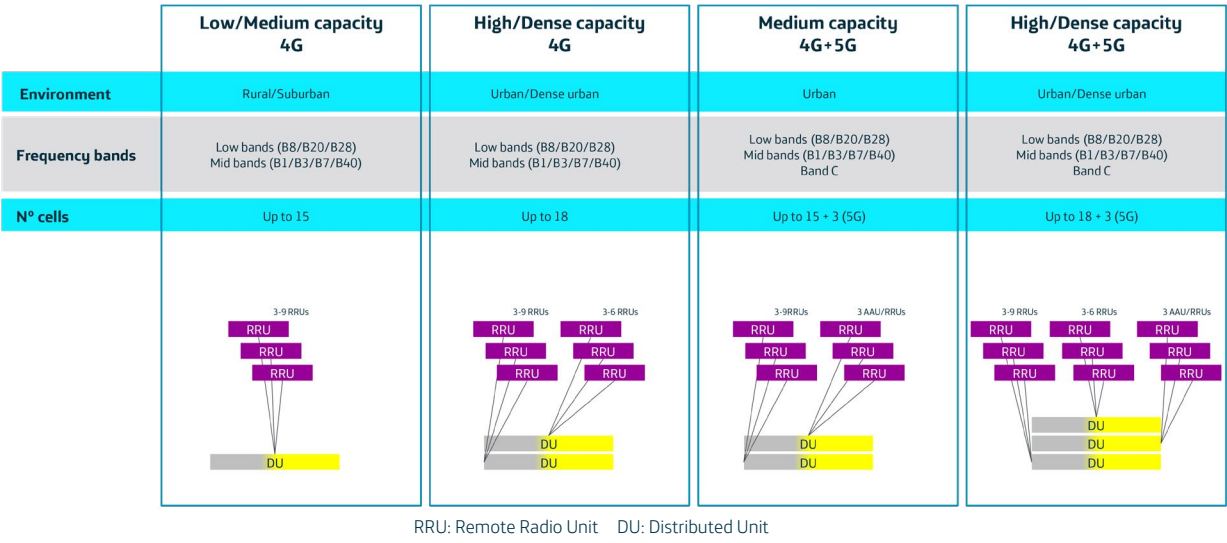 Low/Medium capacity
4G
High/Dense capacity
4G
Medium capacity
4G+5G
High/Dense capacity
4G+5G
Environment
Rural/Suburban
Urban/Dense urban
Urban
Urban/Dense urban
Frequency bands
Low bands (B8/B20/B28)
Mid bands (B1/B3/B7/B40)
Low bands (B8/B20/B28)
Mid bands (B1/B3/B7/B40)
Low bands (B8/B20/B28)
Mid bands (B1/B3/B7/B40)
Band C
Low bands (B8/B20/B28)
Mid bands (B1/B3/B7/B40)
Band C
Nº cells
Up to 15
Up to 18
Up to 15 + 3 (5G)
Up to 18 + 3 (5G)
3-9 RRUs
RRU
RRU
RRU
DU
3-9 RRUs
RRU
RRU
RRU
3-6 RRUs
RRU
RRU
RRU
DU
DU
3-9RRUs
RRU
RRU
RRU
3 AAU/RRUs
RRU
RRU
RRU
DU
DU
3-9 RRUs
RRU
RRU
RRU
3-6 RRUs
RRU
RRU
RRU
3 AAU/RRUs
RRU
RRU
RRU
DU
DU
DU
RRU: Remote Radio Unit DU: Distributed Unit